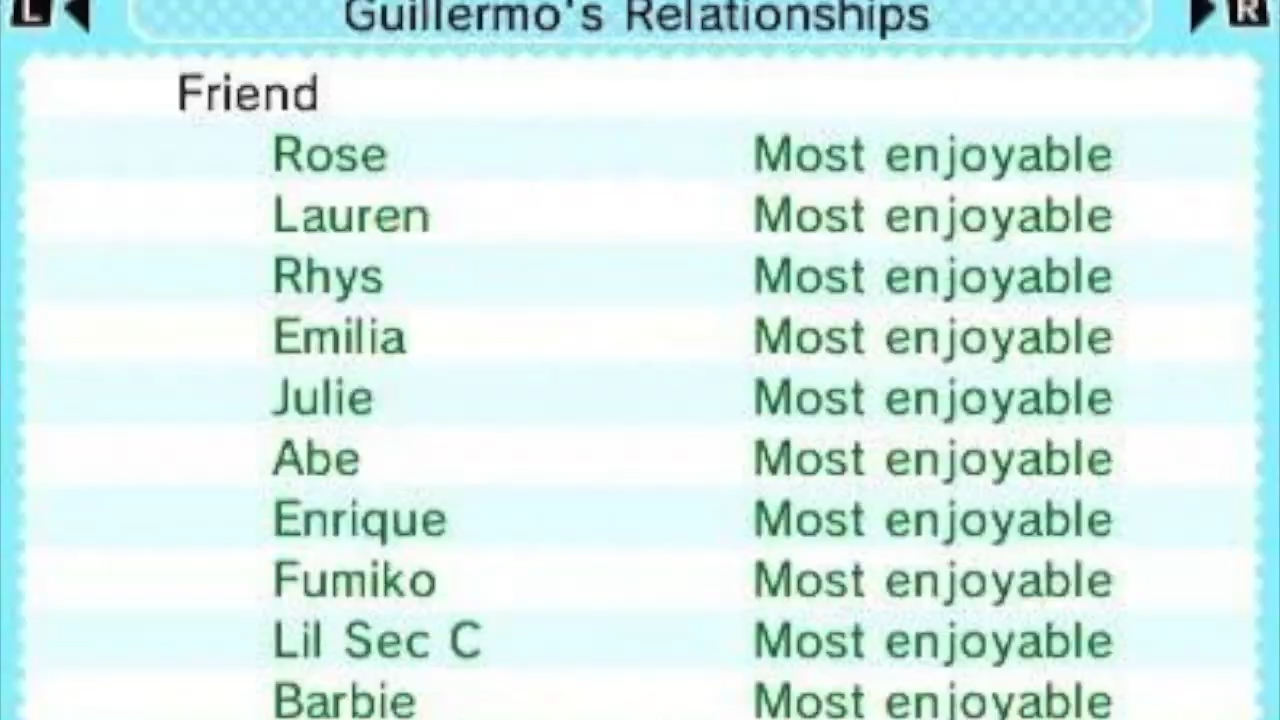 L Guillermo's Relationships R
Friend
Rose Most enjoyable
Lauren Most enjoyable
Rhys Most enjoyable
Emilia Most enjoyable
Julie Most enjoyable
Abe Most enjoyable
Enrique Most enjoyable
Fumiko Most enjoyable
Lil Sec C Most enjoyable
Barbie Most enjoyable